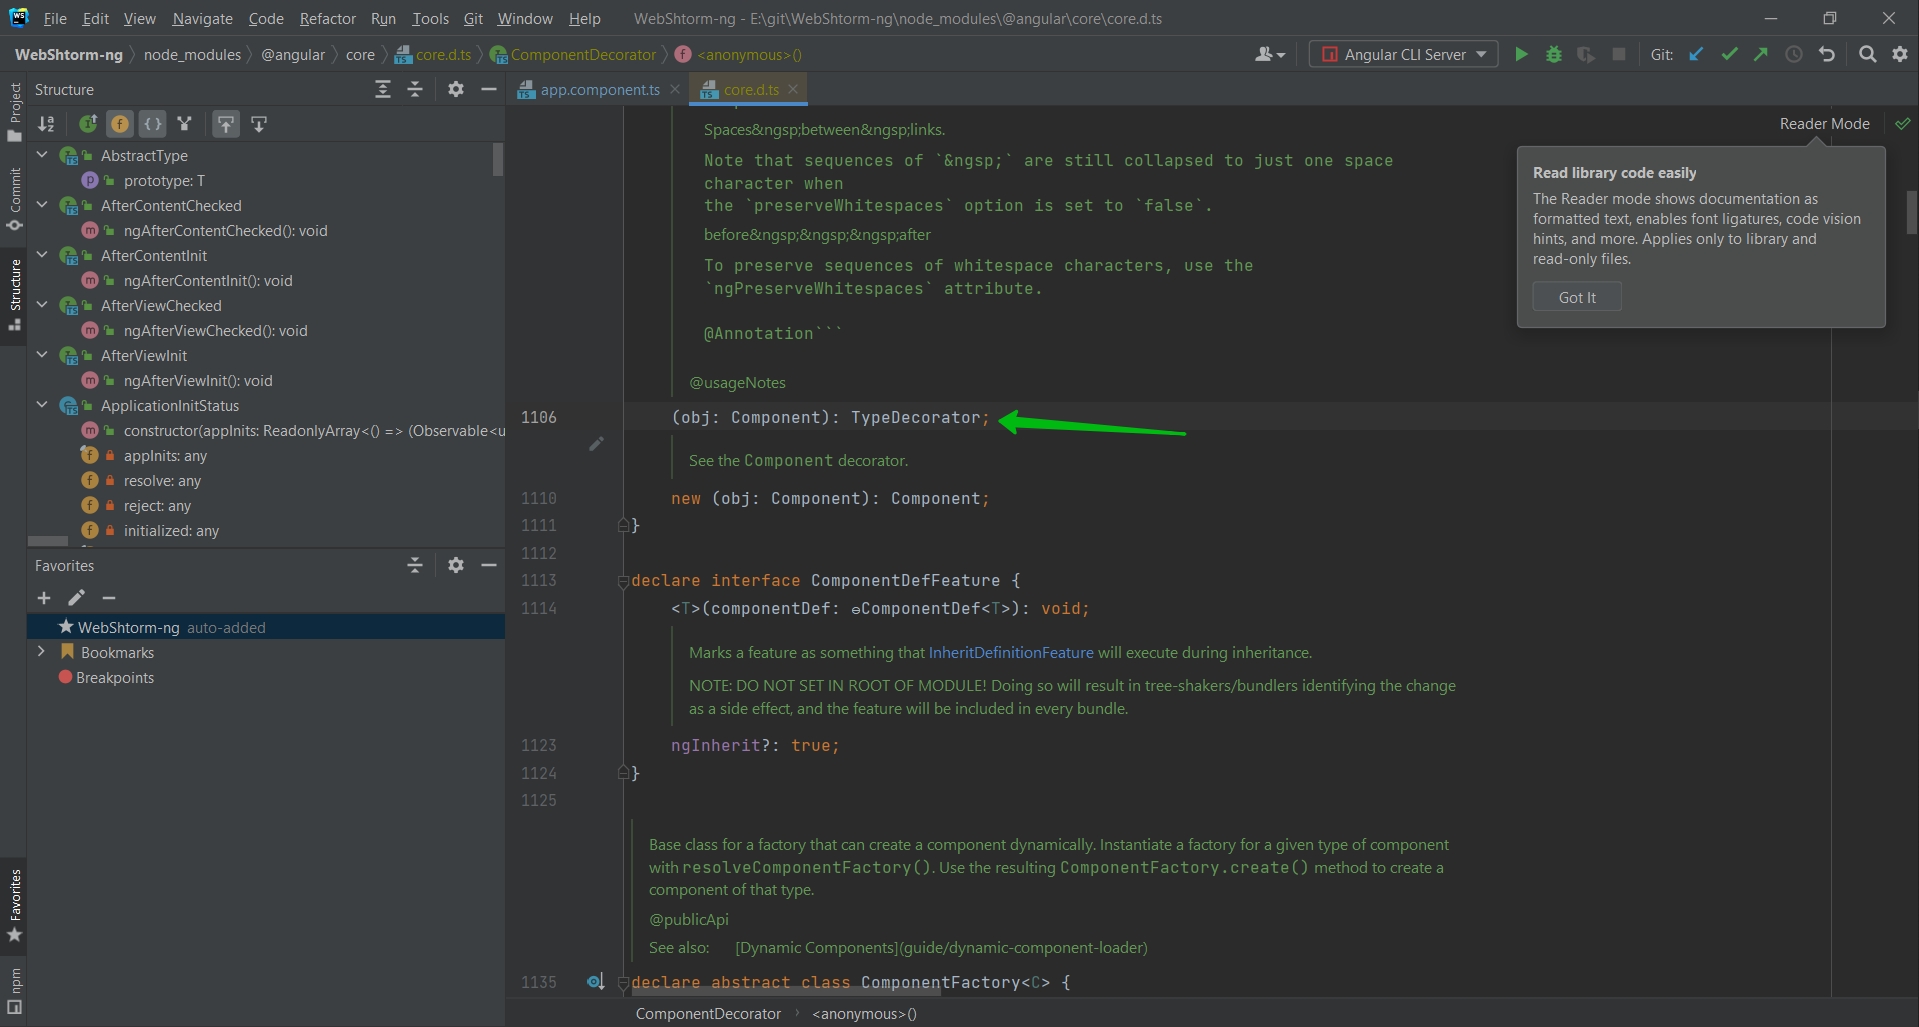 File Edit View Navigate Code Refactor Run Tools Git Window Help WebShtorm-ng - E:\git\WebShtorm-ng\node_modules\@angular\core\core.d.ts
WebShtorm-ng node_modules @angular core core.d.ts ComponentDecorator <anonymous>()
Angular CLI Server Git:
Project
Commit
Structure
Favorites
npm
Structure
AbstractType
prototype: T
AfterContentChecked
ngAfterContentChecked(): void
AfterContentInit
ngAfterContentInit(): void
AfterViewChecked
ngAfterViewChecked(): void
AfterViewInit
ngAfterViewInit(): void
ApplicationInitStatus
constructor(appInits: ReadonlyArray<() => (Observable<u
appInits: any
resolve: any
reject: any
initialized: any
Favorites
WebShtorm-ng auto-added
Bookmarks
Breakpoints
app.component.ts core.d.ts
Reader Mode
Spaces&ngsp;between&ngsp;links.
Note that sequences of `&ngsp;` are still collapsed to just one space
character when
the `preserveWhitespaces` option is set to `false`.
before&ngsp;&ngsp;&ngsp;after
To preserve sequences of whitespace characters, use the
`ngPreserveWhitespaces` attribute.
@Annotation```
@usageNotes
1106 (obj: Component): TypeDecorator;
See the Component decorator.
1110 new (obj: Component): Component;
1111 }
1112
1113 declare interface ComponentDefFeature {
1114 <T>(componentDef: ɵComponentDef<T>): void;
Marks a feature as something that InheritDefinitionFeature will execute during inheritance.
NOTE: DO NOT SET IN ROOT OF MODULE! Doing so will result in tree-shakers/bundlers identifying the change
as a side effect, and the feature will be included in every bundle.
1123 ngInherit?: true;
1124 }
1125
Base class for a factory that can create a component dynamically. Instantiate a factory for a given type of component
with resolveComponentFactory(). Use the resulting ComponentFactory.create() method to create a
component of that type.
@publicApi
See also: [Dynamic Components](guide/dynamic-component-loader)
1135 declare abstract class ComponentFactory<C> {
ComponentDecorator <anonymous>()
Read library code easily
The Reader mode shows documentation as
formatted text, enables font ligatures, code vision
hints, and more. Applies only to library and
read-only files.
Got It